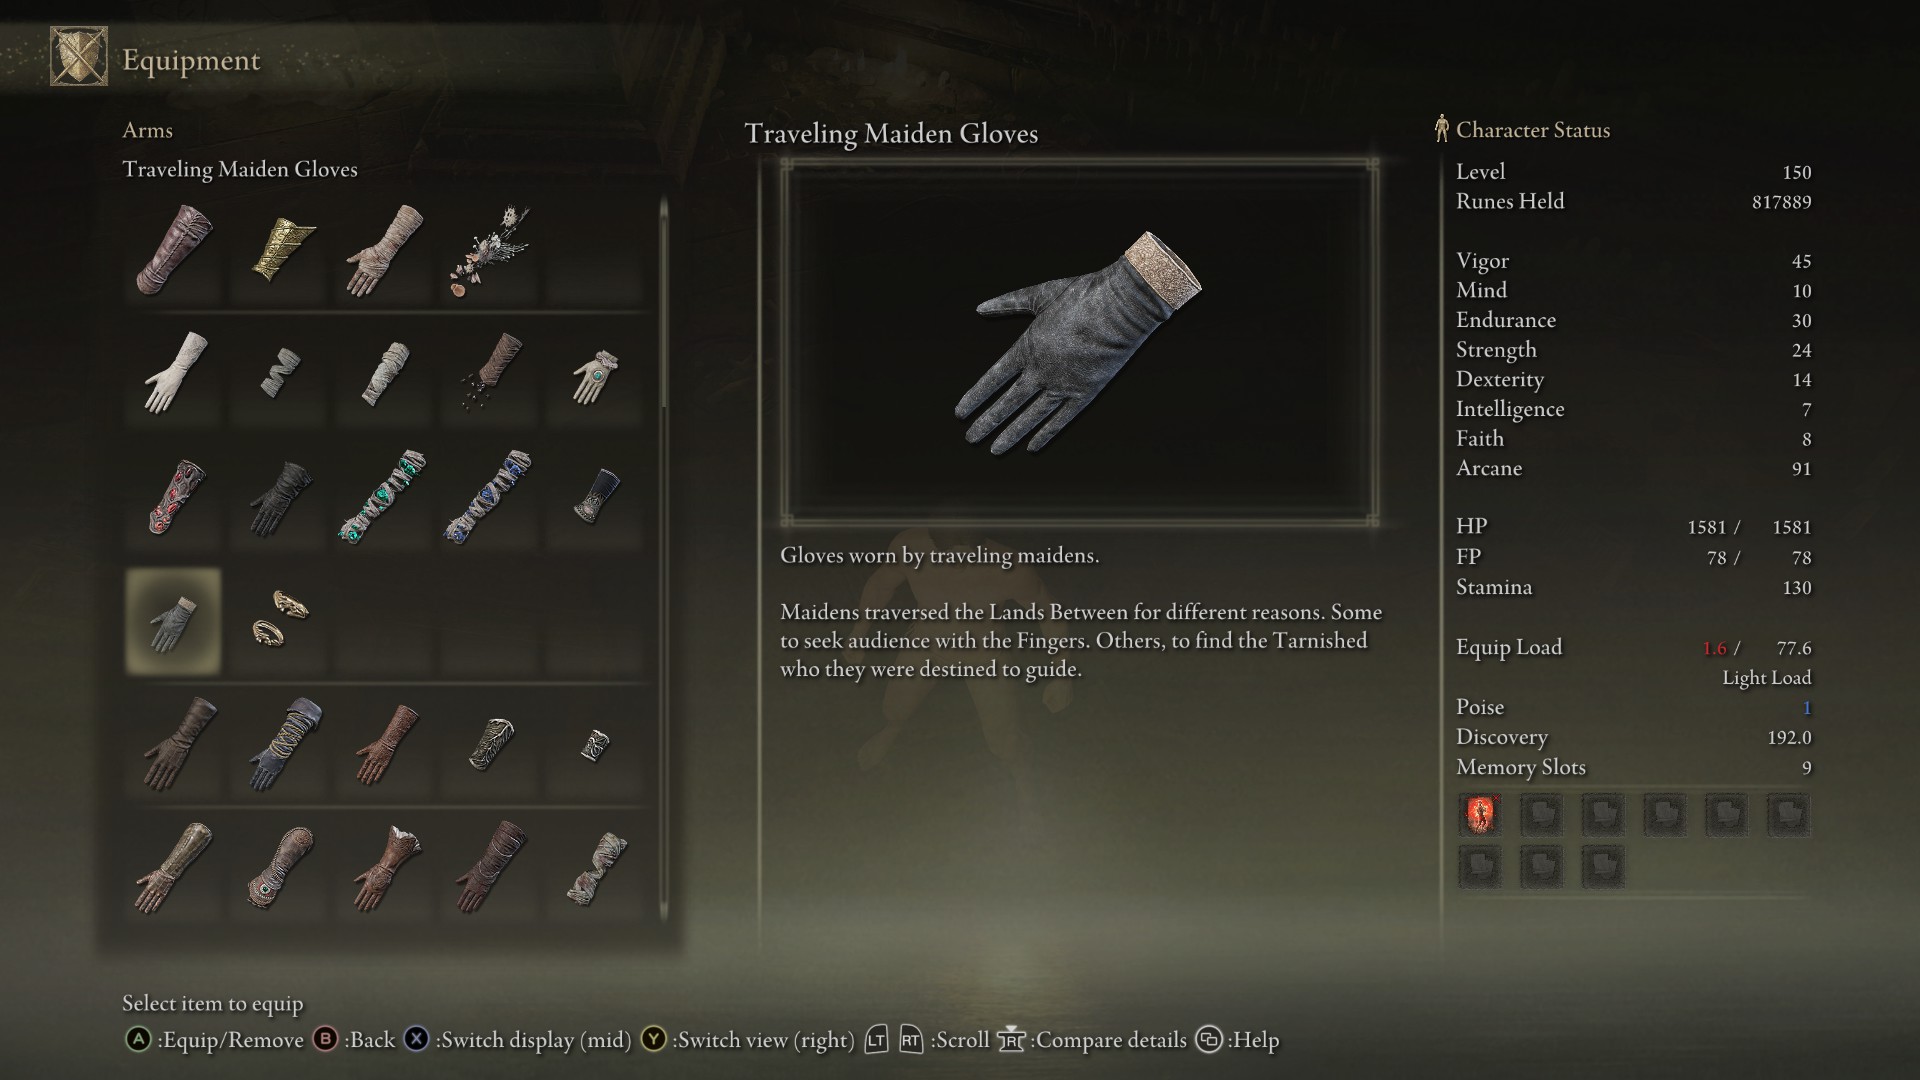 Equipment
Arms
Traveling Maiden Gloves
Traveling Maiden Gloves
Gloves worn by traveling maidens.
Maidens traversed the Lands Between for different reasons. Some
to seek audience with the Fingers. Others, to find the Tarnished
who they were destined to guide.
Character Status
Level 150
Runes Held 817889
Vigor 45
Mind 10
Endurance 30
Strength 24
Dexterity 14
Intelligence 7
Faith 8
Arcane 91
HP 1581 / 1581
FP 78 / 78
Stamina 130
Equip Load 1.6 / 77.6
Light Load
Poise 1
Discovery 192.0
Memory Slots 9
Select item to equip
A :Equip/Remove B :Back X :Switch display (mid) Y :Switch view (right) LT RT :Scroll R :Compare details :Help